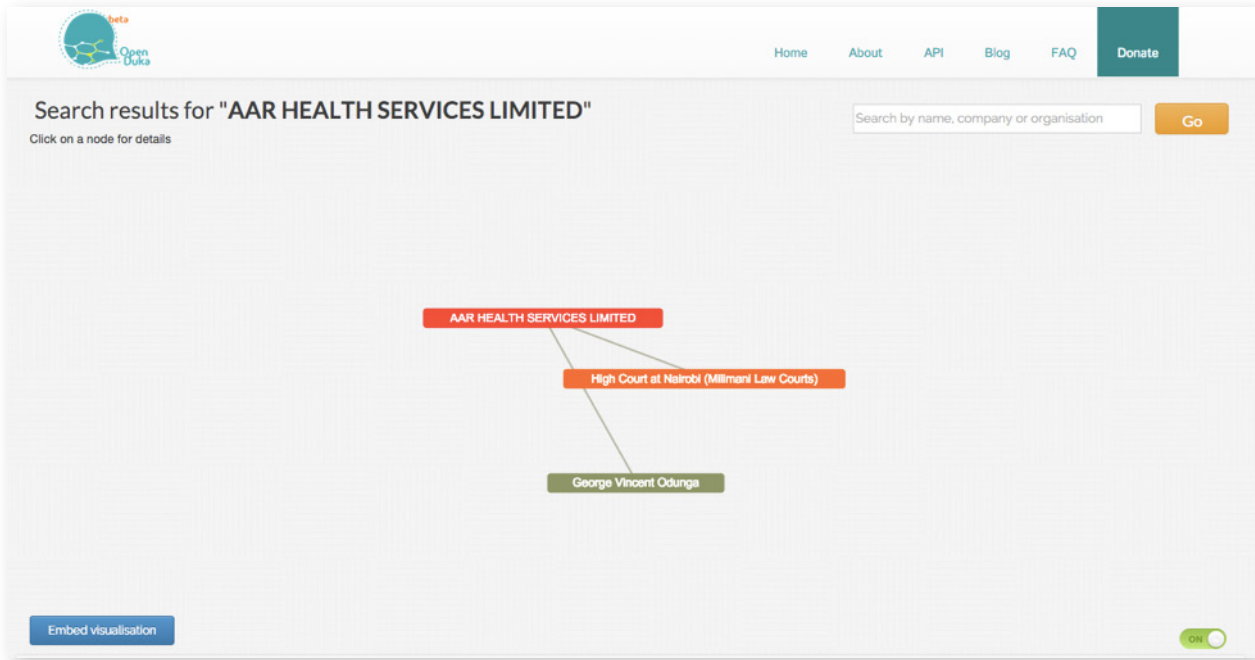 beta
Open
Duka
Home About API Blog FAQ Donate
Search results for "AAR HEALTH SERVICES LIMITED"
Search by name, company or organisation Go
Click on a node for details
AAR HEALTH SERVICES LIMITED
High Court at Nairobi (Milimani Law Courts)
George Vincent Odunga
Embed visualisation
ON